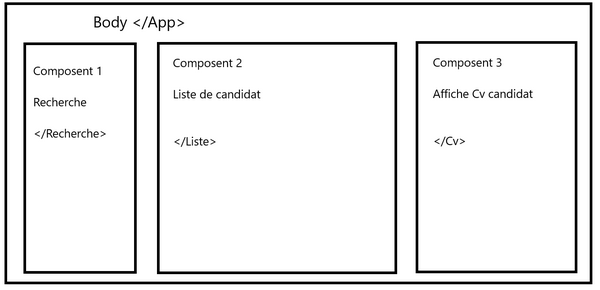 Body </App>
Composent 1
Recherche
</Recherche>
Composent 2
Liste de candidat
</Liste>
Composent 3
Affiche Cv candidat
</Cv>